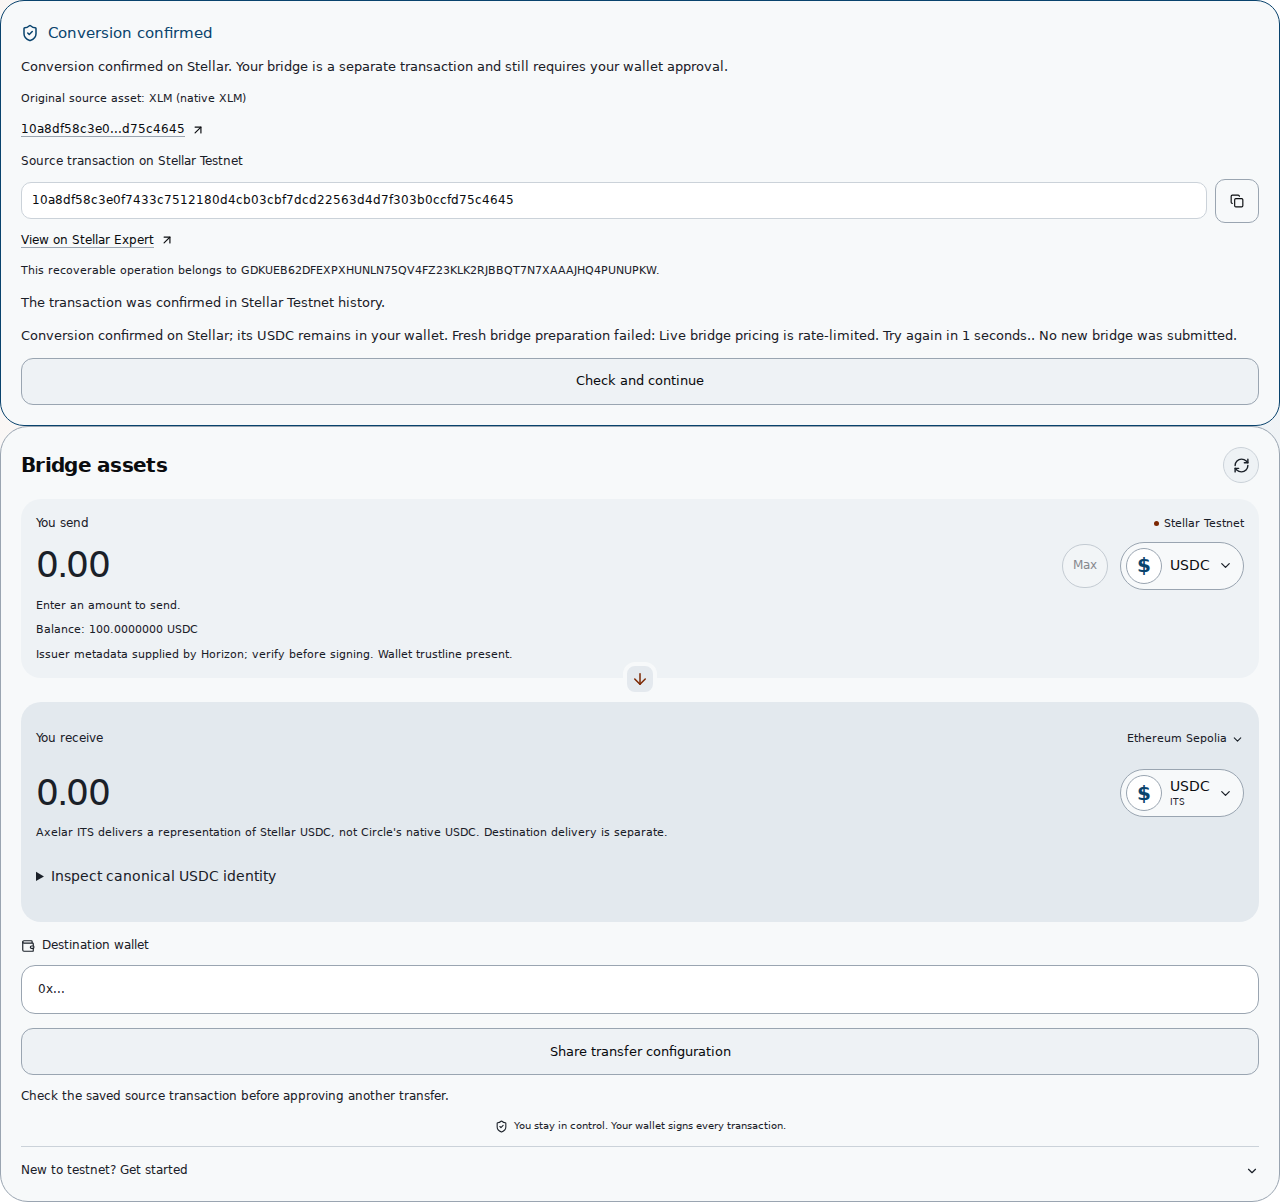 Conversion confirmed
Conversion confirmed on Stellar. Your bridge is a separate transaction and still requires your wallet approval.
Original source asset: XLM (native XLM)
10a8df58c3e0...d75c4645
Source transaction on Stellar Testnet
10a8df58c3e0f7433c7512180d4cb03cbf7dcd22563d4d7f303b0ccfd75c4645
View on Stellar Expert
This recoverable operation belongs to GDKUEB62DFEXPXHUNLN75QV4FZ23KLK2RJBBQT7N7XAAAJHQ4PUNUPKW.
The transaction was confirmed in Stellar Testnet history.
Conversion confirmed on Stellar; its USDC remains in your wallet. Fresh bridge preparation failed: Live bridge pricing is rate-limited. Try again in 1 seconds.. No new bridge was submitted.
Check and continue
Bridge assets
You send
Stellar Testnet
0.00
Max
$ USDC
Enter an amount to send.
Balance: 100.0000000 USDC
Issuer metadata supplied by Horizon; verify before signing. Wallet trustline present.
You receive
Ethereum Sepolia
0.00
$ USDC
ITS
Axelar ITS delivers a representation of Stellar USDC, not Circle's native USDC. Destination delivery is separate.
Inspect canonical USDC identity
Destination wallet
0x...
Share transfer configuration
Check the saved source transaction before approving another transfer.
You stay in control. Your wallet signs every transaction.
New to testnet? Get started